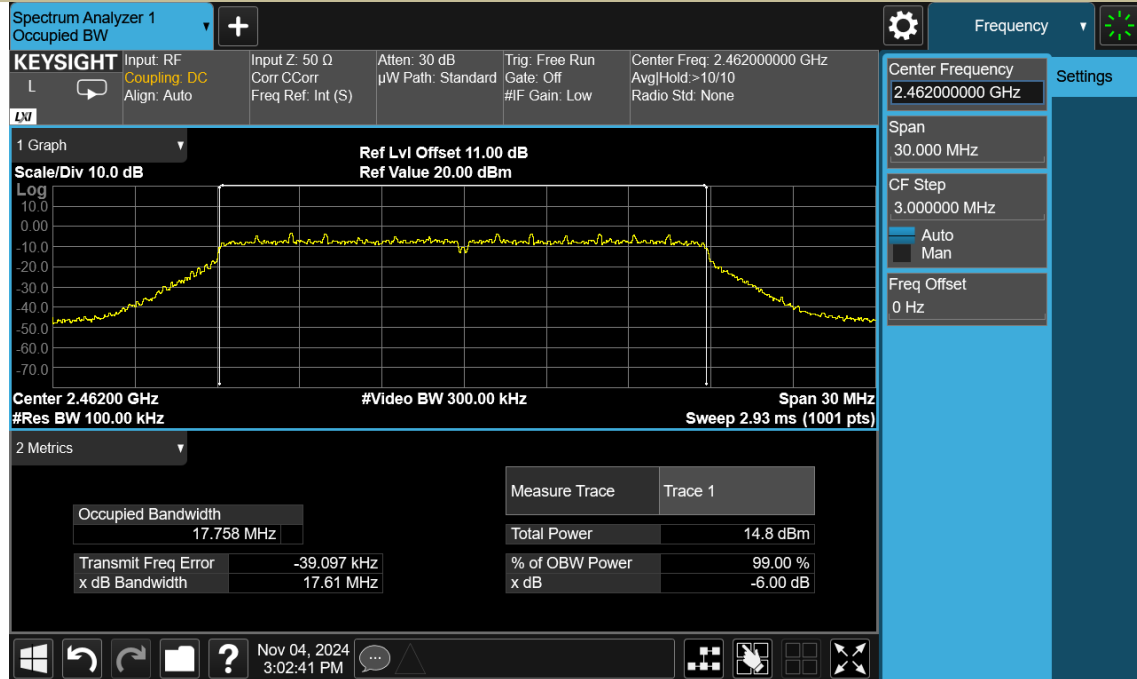 Spectrum Analyzer 1
Occupied BW
+
Frequency
KEYSIGHT
L
LXI
Input: RF
Coupling: DC
Align: Auto
Input Z: 50 Ω
Corr CCorr
Freq Ref: Int (S)
Atten: 30 dB
µW Path: Standard
Trig: Free Run
Gate: Off
#IF Gain: Low
Center Freq: 2.462000000 GHz
Avg|Hold:>10/10
Radio Std: None
Center Frequency
2.462000000 GHz
Settings
Span
30.000 MHz
CF Step
3.000000 MHz
Auto
Man
Freq Offset
0 Hz
1 Graph
Scale/Div 10.0 dB
Ref Lvl Offset 11.00 dB
Ref Value 20.00 dBm
Log
10.0
0.00
-10.0
-20.0
-30.0
-40.0
-50.0
-60.0
-70.0
Center 2.46200 GHz
#Video BW 300.00 kHz
Span 30 MHz
#Res BW 100.00 kHz
Sweep 2.93 ms (1001 pts)
2 Metrics
Measure Trace
Trace 1
Occupied Bandwidth
17.758 MHz
Total Power
14.8 dBm
Transmit Freq Error
-39.097 kHz
% of OBW Power
99.00 %
x dB Bandwidth
17.61 MHz
x dB
-6.00 dB
?
Nov 04, 2024
3:02:41 PM